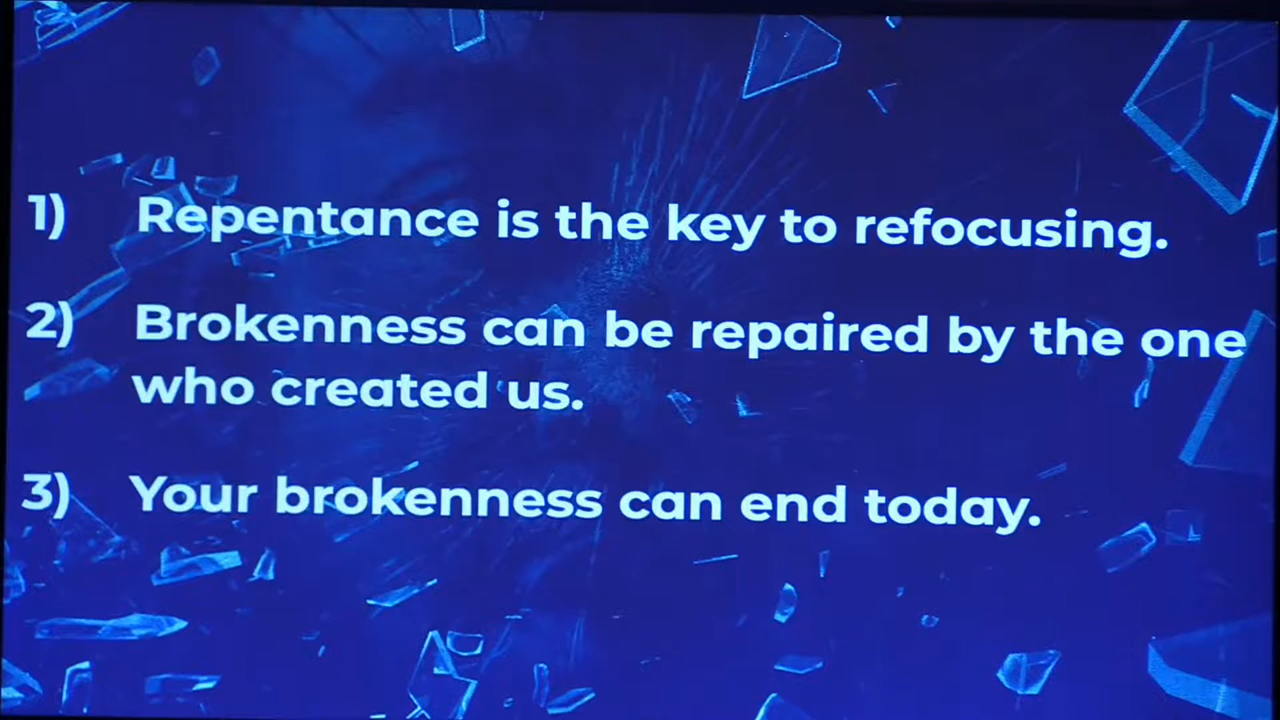 1) Repentance is the key to refocusing.
2) Brokenness can be repaired by the one
who created us.
3) Your brokenness can end today.